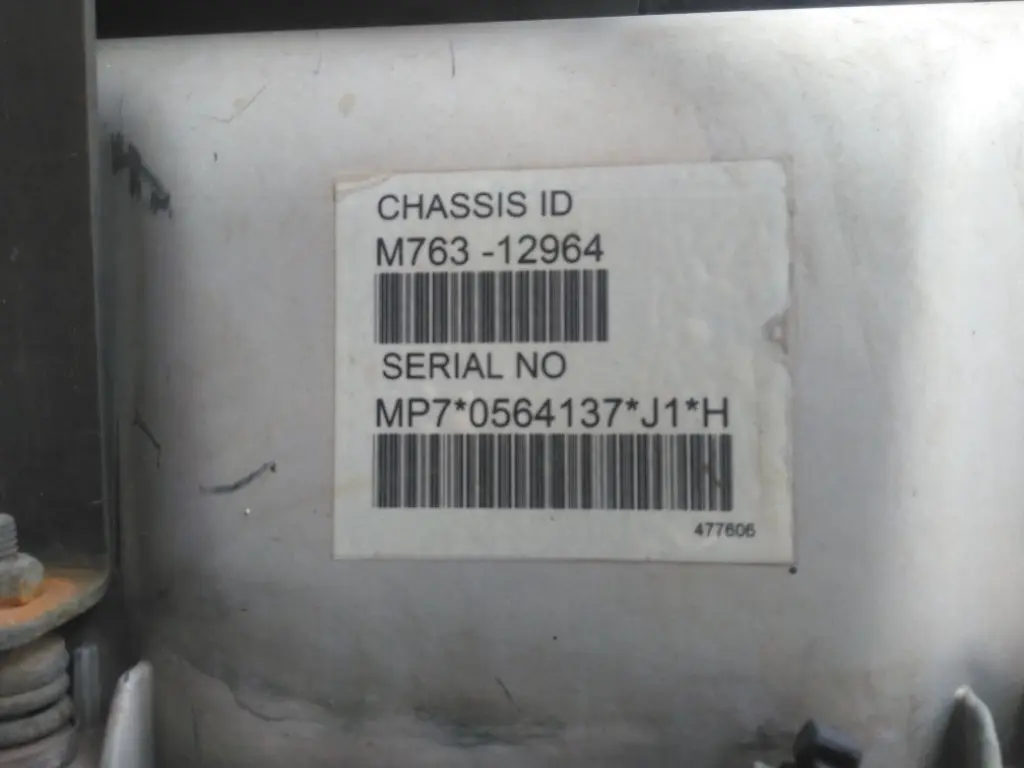 CHASSIS ID
M763 -12964
SERIAL NO
MP7*0564137*J1*H
477606